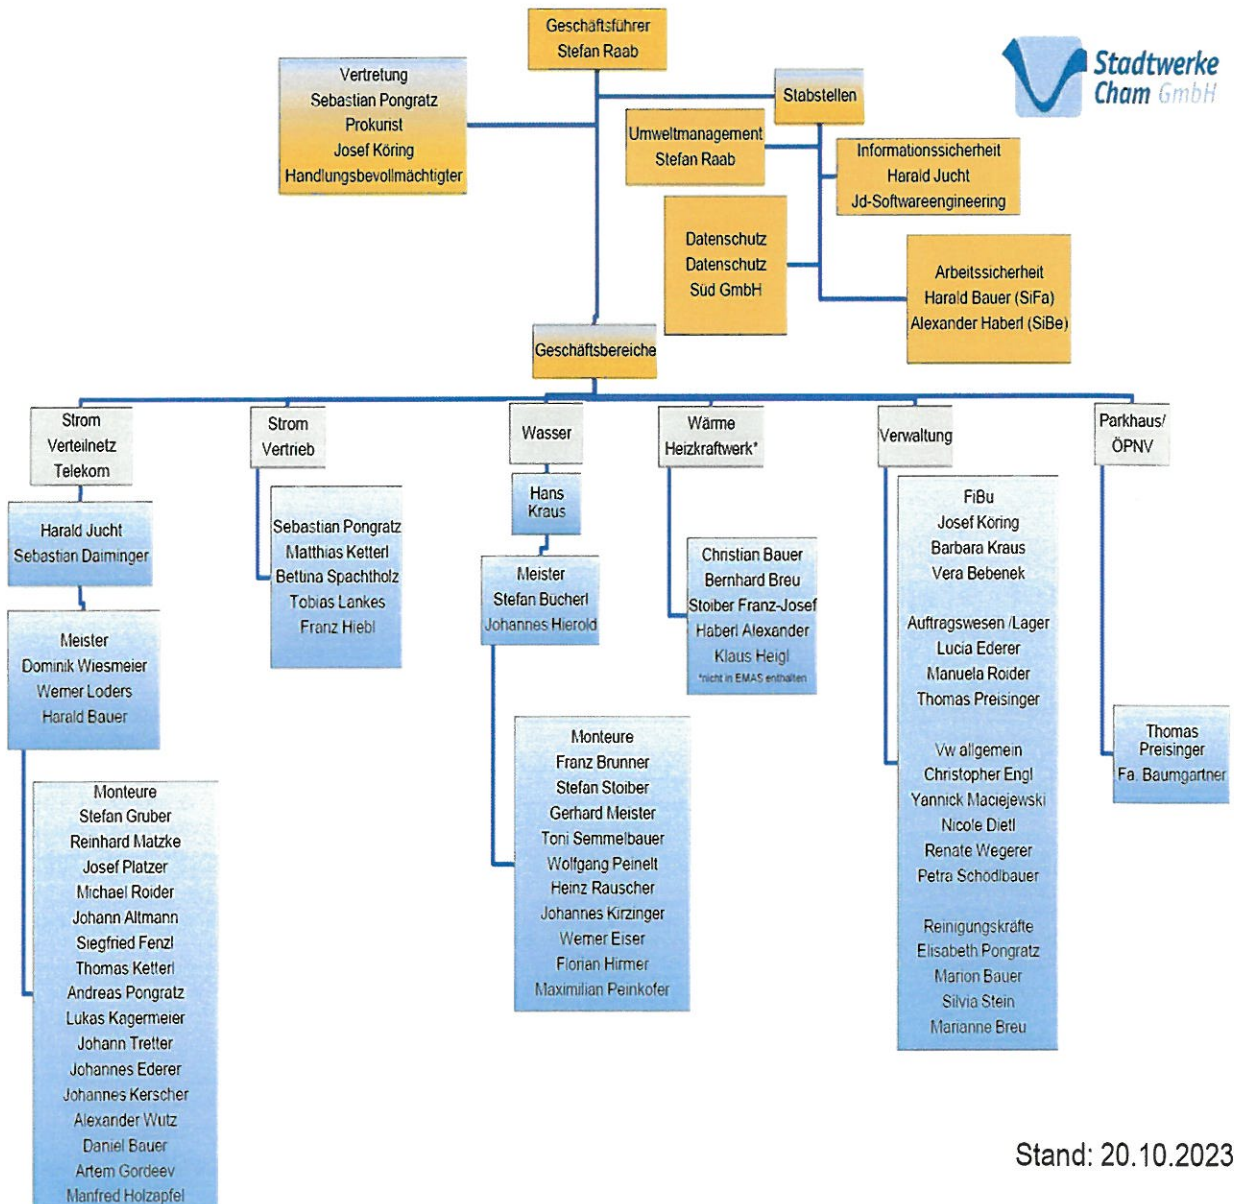 Geschäftsführer
Stefan Raab
Stadtwerke
Cham GmbH
Vertretung
Sebastian Pongratz
Prokurist
Josef Köring
Handlungsbevollmächtigter
Stabstellen
Umweltmanagement
Stefan Raab
Informationssicherheit
Harald Jucht
Jd-Softwareengineering
Datenschutz
Datenschutz
Süd GmbH
Arbeitssicherheit
Harald Bauer (SiFa)
Alexander Haberl (SiBe)
Geschäftsbereiche
Strom
Verteilnetz
Telekom
Harald Jucht
Sebastian Daiminger
Meister
Dominik Wiesmeier
Werner Loders
Harald Bauer
Monteure
Stefan Gruber
Reinhard Matzke
Josef Platzer
Michael Roider
Johann Altmann
Siegfried Fenzl
Thomas Ketterl
Andreas Pongratz
Lukas Kagermeier
Johann Tretter
Johannes Ederer
Johannes Kerscher
Alexander Wutz
Daniel Bauer
Artem Gordeev
Manfred Holzapfel
Strom
Vertrieb
Sebastian Pongratz
Matthias Ketterl
Bettina Spachtholz
Tobias Lankes
Franz Hiebl
Wasser
Hans
Kraus
Meister
Stefan Bücherl
Johannes Hierold
Monteure
Franz Brunner
Stefan Stoiber
Gerhard Meister
Toni Semmelbauer
Wolfgang Peinelt
Heinz Rauscher
Johannes Kirzinger
Werner Eiser
Florian Hirmer
Maximilian Peinkofer
Wärme
Heizkraftwerk*
Christian Bauer
Bernhard Breu
Stoiber Franz-Josef
Haberl Alexander
Klaus Heigl
*nicht in EMAS enthalten
Verwaltung
FiBu
Josef Köring
Barbara Kraus
Vera Bebenek
Auftragswesen /Lager
Lucia Ederer
Manuela Roider
Thomas Preisinger
Vw allgemein
Christopher Engl
Yannick Maciejewski
Nicole Dietl
Renate Wegerer
Petra Schödlbauer
Reinigungskräfte
Elisabeth Pongratz
Marion Bauer
Silvia Stein
Marianne Breu
Parkhaus/
ÖPNV
Thomas
Preisinger
Fa. Baumgartner
Stand: 20.10.2023